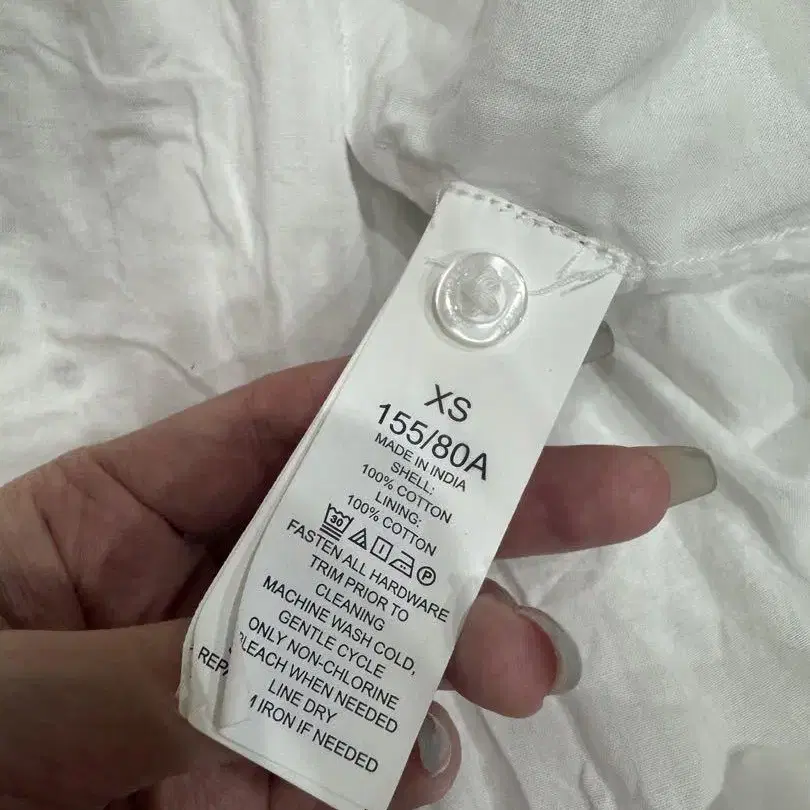 XS
155/80A
MADE IN INDIA
SHELL:
100% COTTON
LINING:
100% COTTON
30 P
FASTEN ALL HARDWARE
TRIM PRIOR TO
CLEANING
MACHINE WASH COLD,
GENTLE CYCLE
ONLY NON-CHLORINE
BLEACH WHEN NEEDED
LINE DRY
IRON IF NEEDED